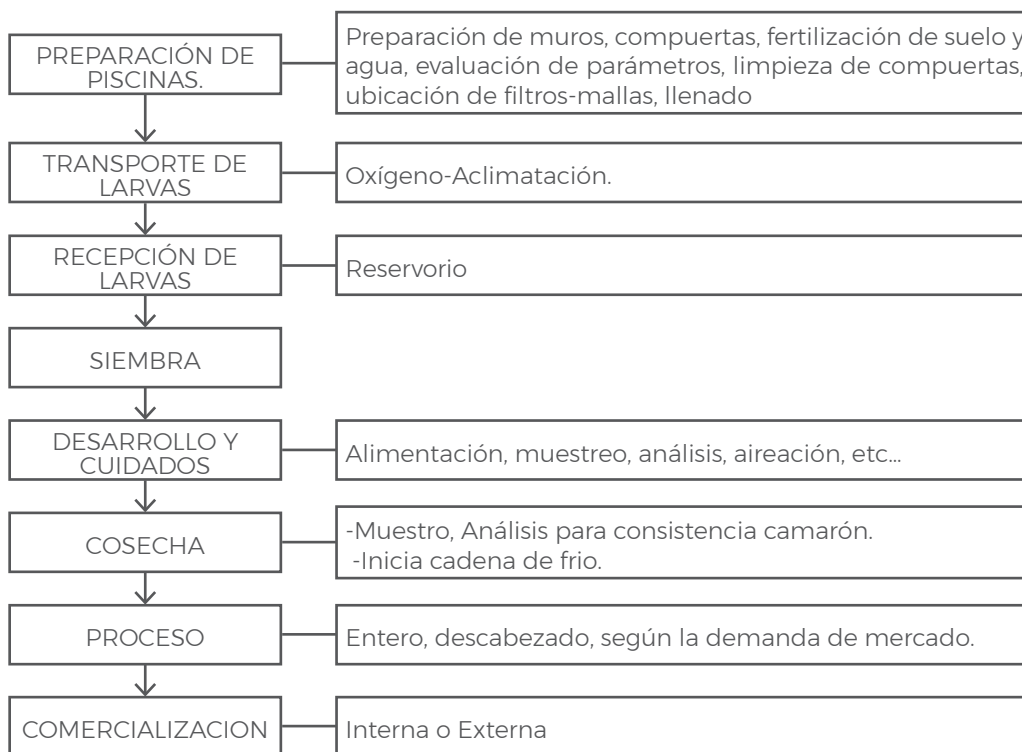 PREPARACIÓN DE
PISCINAS.
Preparación de muros, compuertas, fertilización de suelo y
agua, evaluación de parámetros, limpieza de compuertas,
ubicación de filtros-mallas, llenado
TRANSPORTE DE
LARVAS
Oxígeno-Aclimatación.
RECEPCIÓN DE
LARVAS
Reservorio
SIEMBRA
DESARROLLO Y
CUIDADOS
Alimentación, muestreo, análisis, aireación, etc...
COSECHA
-Muestro, Análisis para consistencia camarón.
-Inicia cadena de frio.
PROCESO
Entero, descabezado, según la demanda de mercado.
COMERCIALIZACION
Interna o Externa